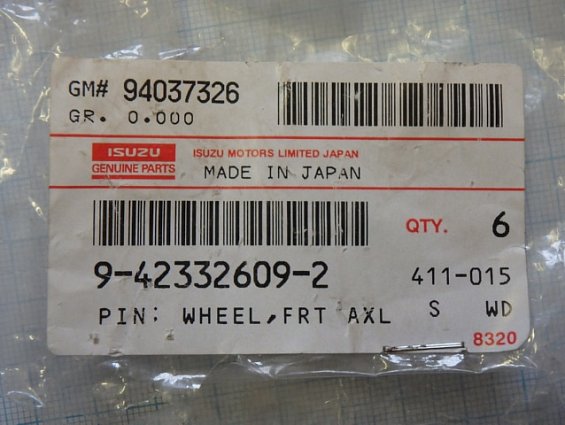 GM# 94037326
GR. 0.000
ISUZU
GENUINE PARTS
ISUZU MOTORS LIMITED JAPAN
MADE IN JAPAN
QTY. 6
9-42332609-2
411-015
PIN: WHEEL,FRT AXL
S WD
8320